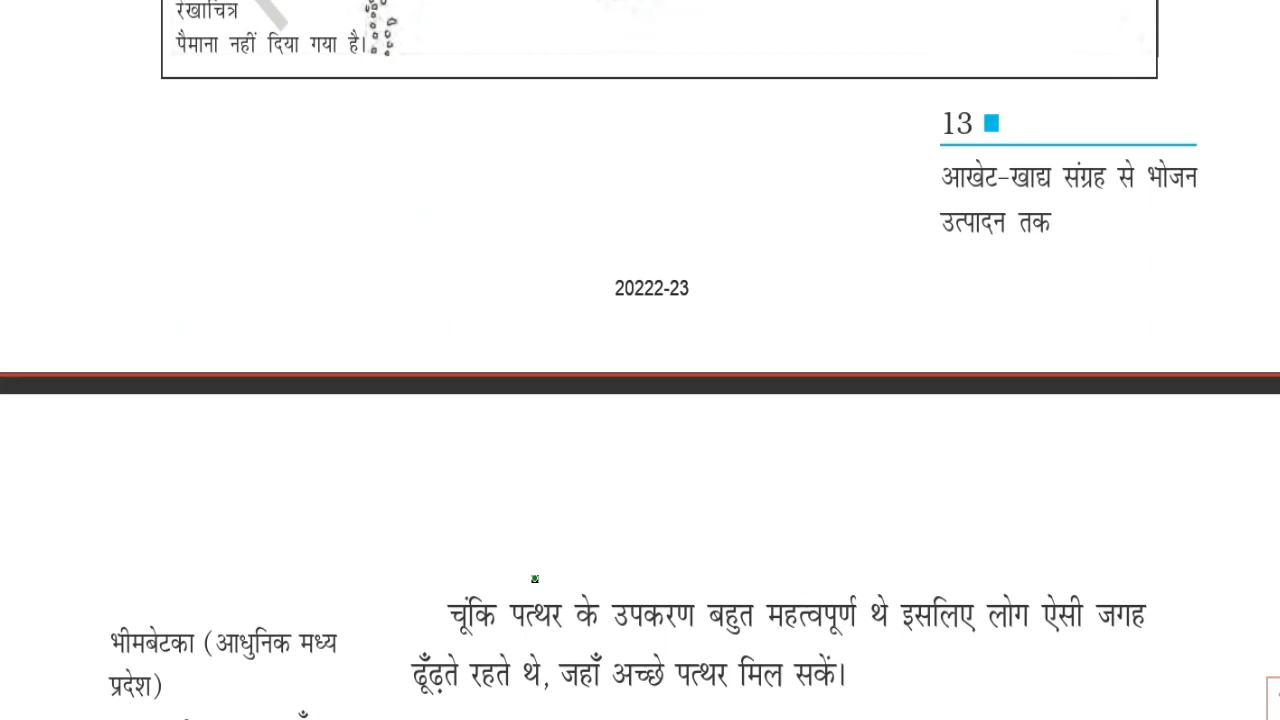 रेखाचित्र
पैमाना नहीं दिया गया है।
13
आखेट-खाद्य संग्रह से भोजन
उत्पादन तक
20222-23
चूंकि पत्थर के उपकरण बहुत महत्वपूर्ण थे इसलिए लोग ऐसी जगह
ढूँढ़ते रहते थे, जहाँ अच्छे पत्थर मिल सकें।
भीमबेटका (आधुनिक मध्य
प्रदेश)